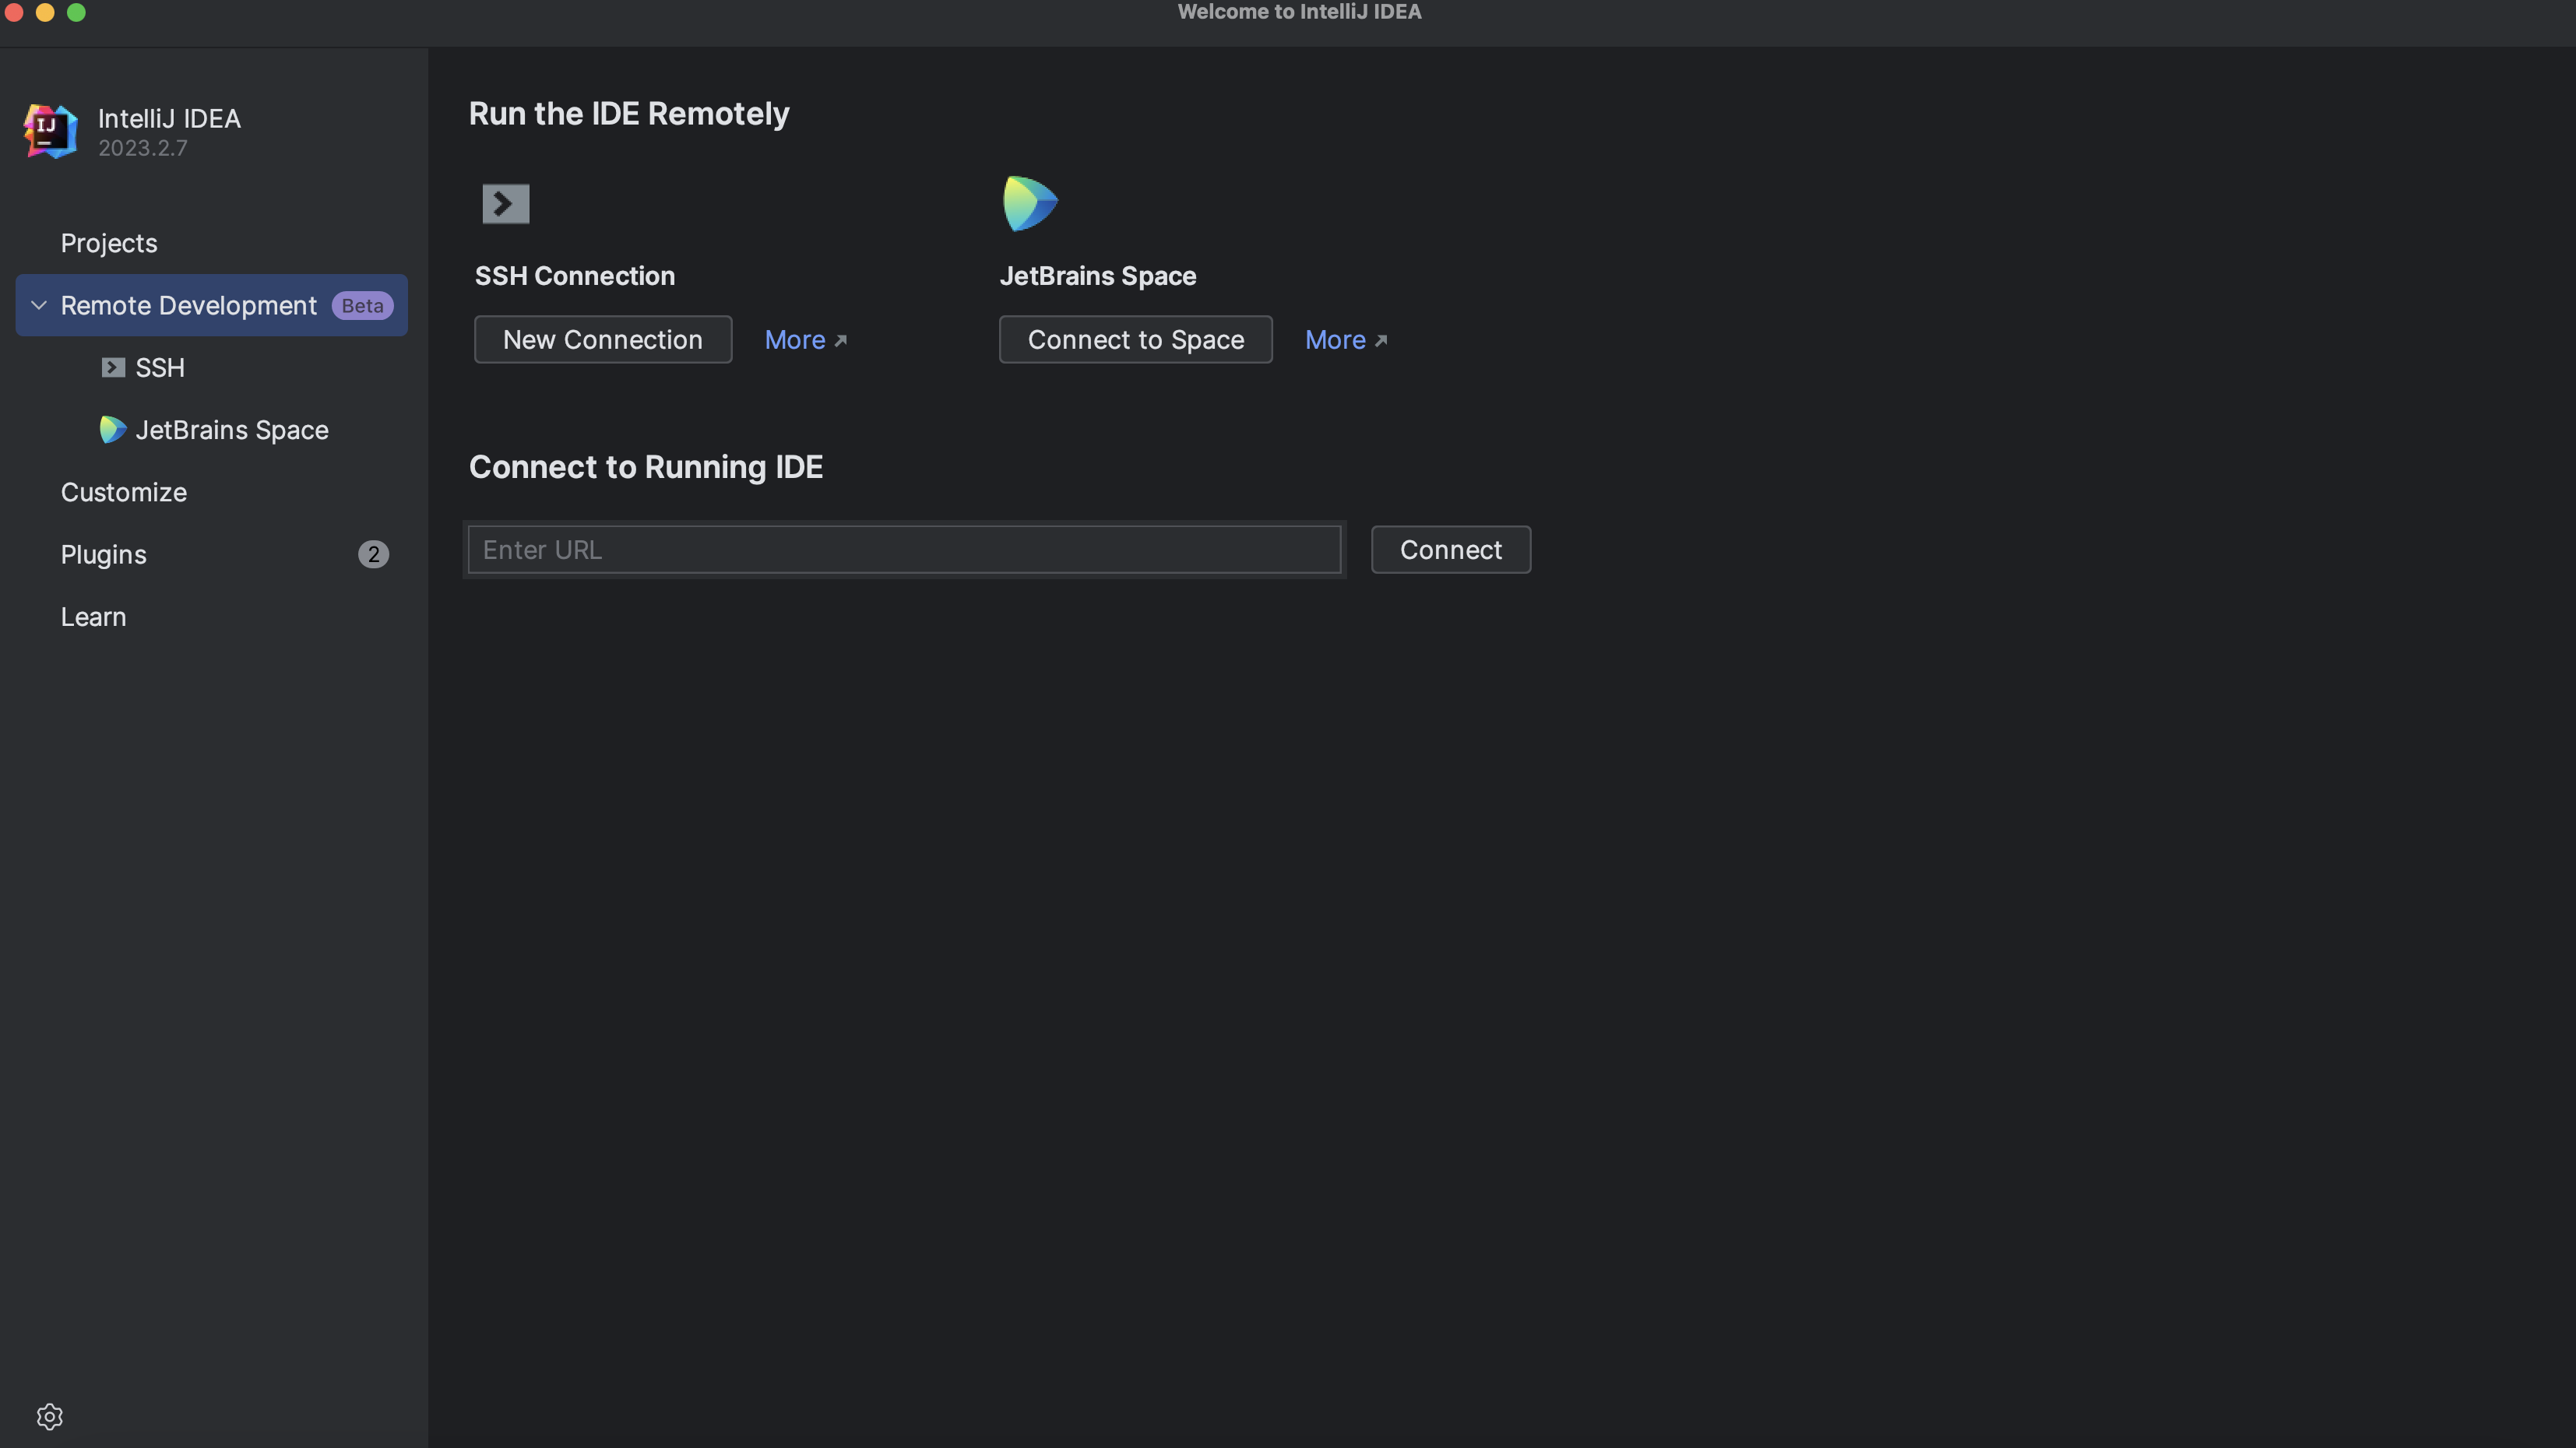 Welcome to IntelliJ IDEA
IJ
IntelliJ IDEA
2023.2.7
Projects
Remote Development Beta
SSH
JetBrains Space
Customize
Plugins 2
Learn
Run the IDE Remotely
SSH Connection
New Connection More
JetBrains Space
Connect to Space More
Connect to Running IDE
Enter URL Connect